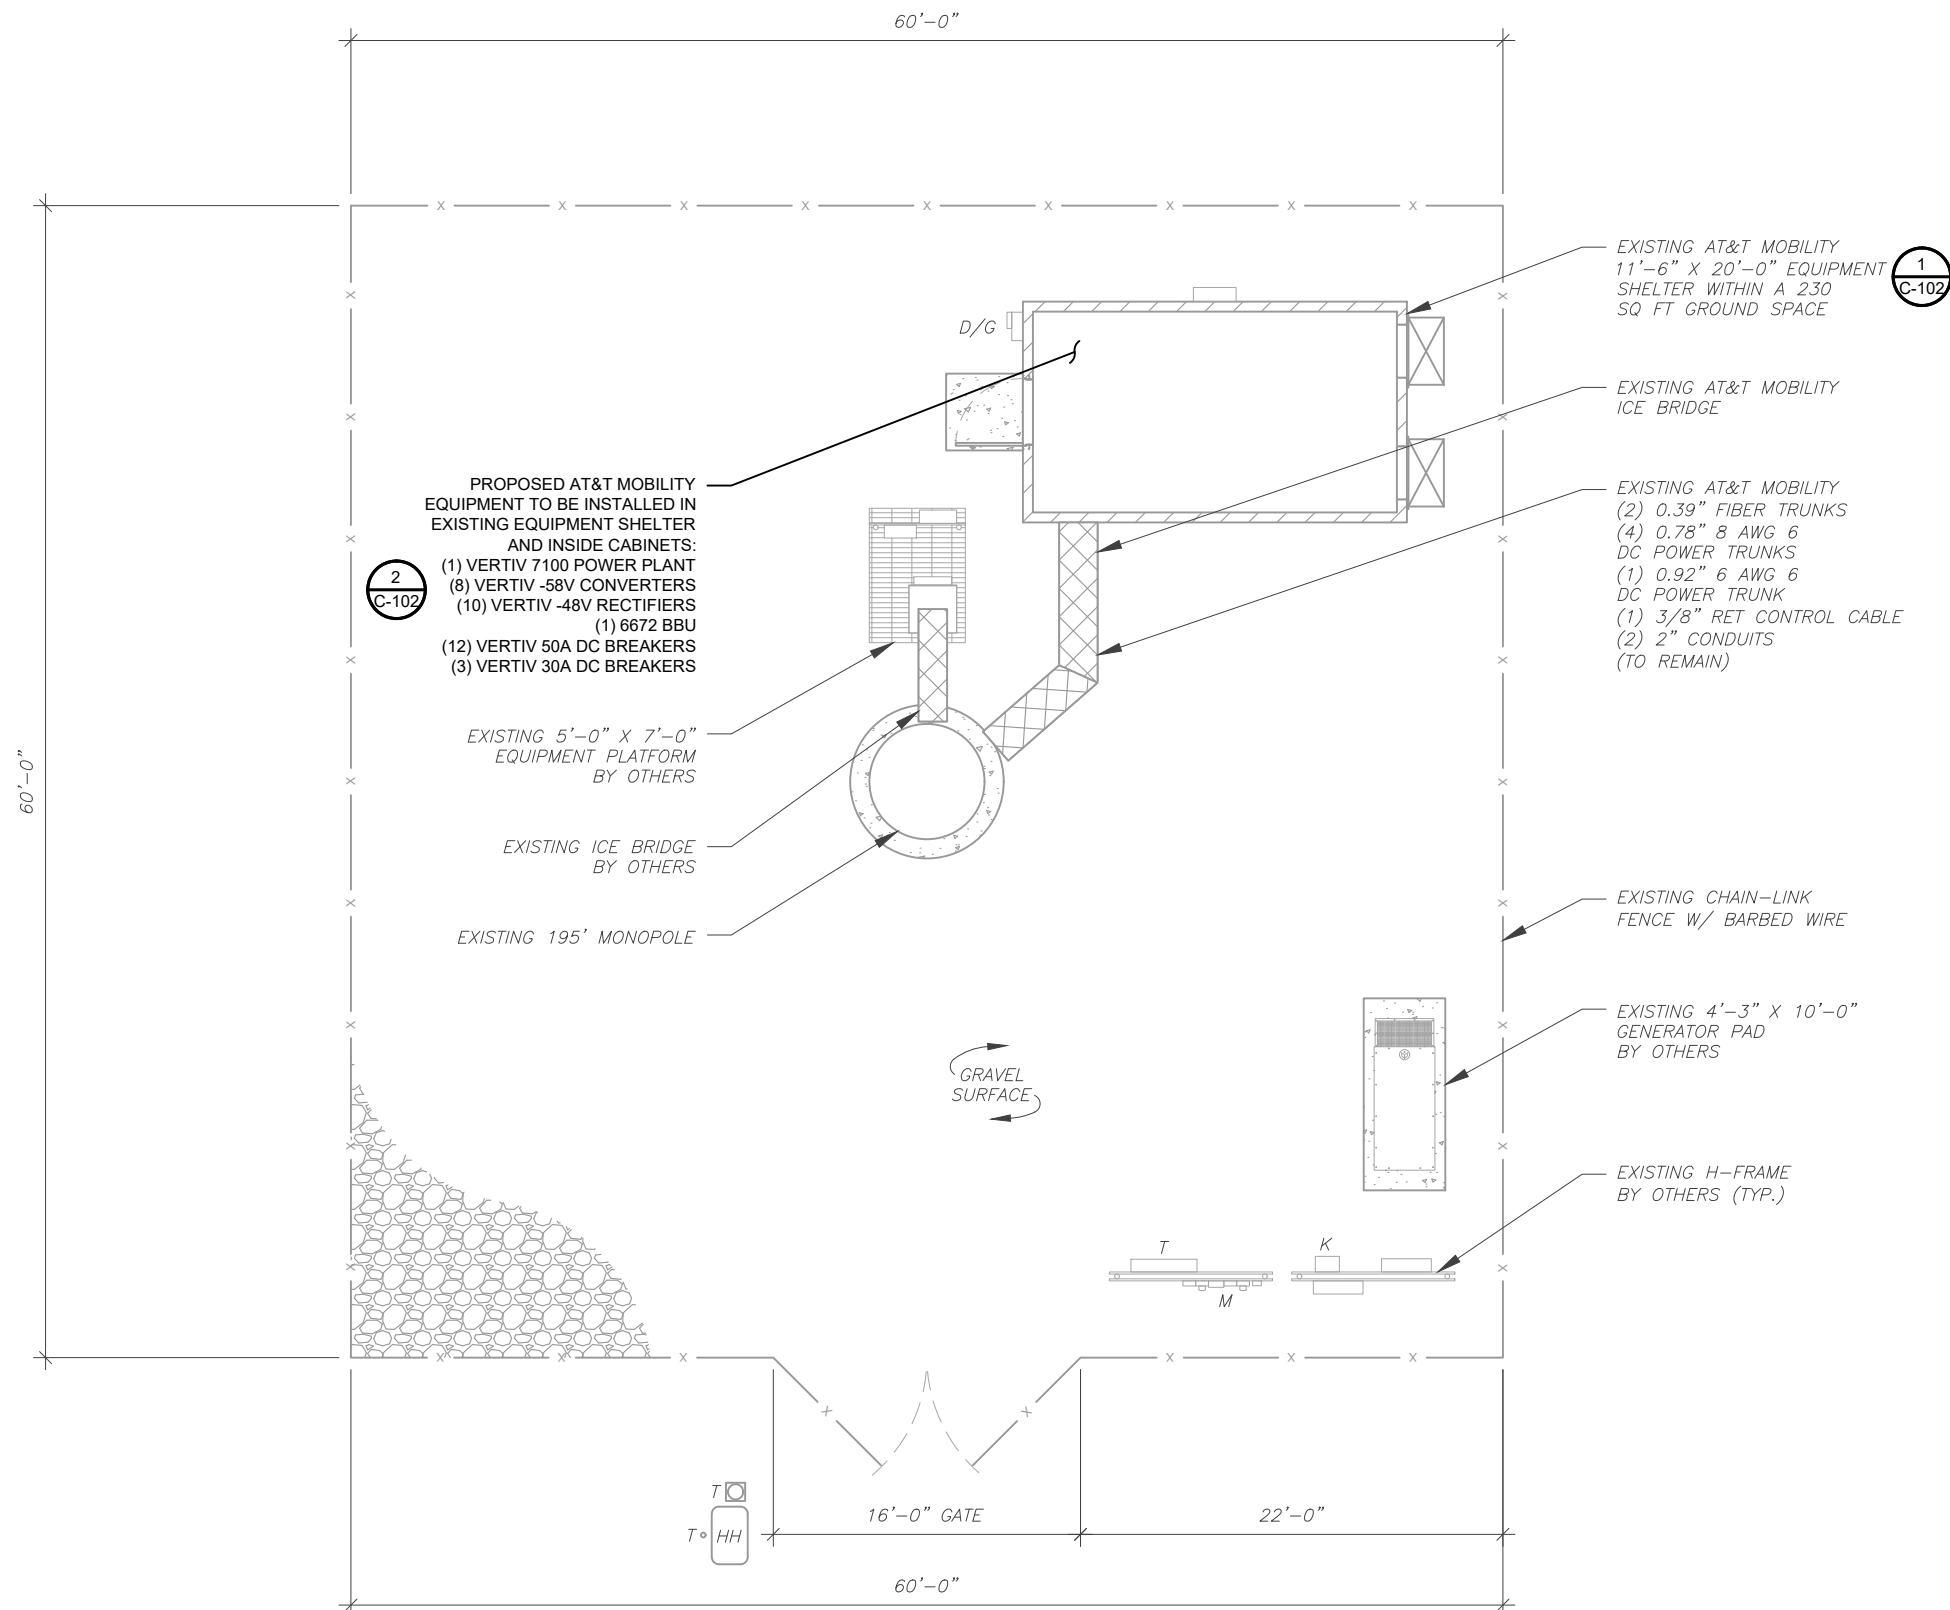 60'-0"
EXISTING AT&T MOBILITY
11'-6" X 20'-0" EQUIPMENT
SHELTER WITHIN A 230
SQ FT GROUND SPACE
1
C-102
D/G
EXISTING AT&T MOBILITY
ICE BRIDGE
PROPOSED AT&T MOBILITY
EQUIPMENT TO BE INSTALLED IN
EXISTING EQUIPMENT SHELTER
AND INSIDE CABINETS:
(1) VERTIV 7100 POWER PLANT
(8) VERTIV -58V CONVERTERS
(10) VERTIV -48V RECTIFIERS
(1) 6672 BBU
(12) VERTIV 50A DC BREAKERS
(3) VERTIV 30A DC BREAKERS
2
C-102
EXISTING AT&T MOBILITY
(2) 0.39" FIBER TRUNKS
(4) 0.78" 8 AWG 6
DC POWER TRUNKS
(1) 0.92" 6 AWG 6
DC POWER TRUNK
(1) 3/8" RET CONTROL CABLE
(2) 2" CONDUITS
(TO REMAIN)
EXISTING 5'-0" X 7'-0"
EQUIPMENT PLATFORM
BY OTHERS
60'-0"
EXISTING ICE BRIDGE
BY OTHERS
EXISTING 195' MONOPOLE
EXISTING CHAIN-LINK
FENCE W/ BARBED WIRE
EXISTING 4'-3" X 10'-0"
GENERATOR PAD
BY OTHERS
GRAVEL
SURFACE
EXISTING H-FRAME
BY OTHERS (TYP.)
T
K
M
T
T
HH
16'-0" GATE
22'-0"
60'-0"